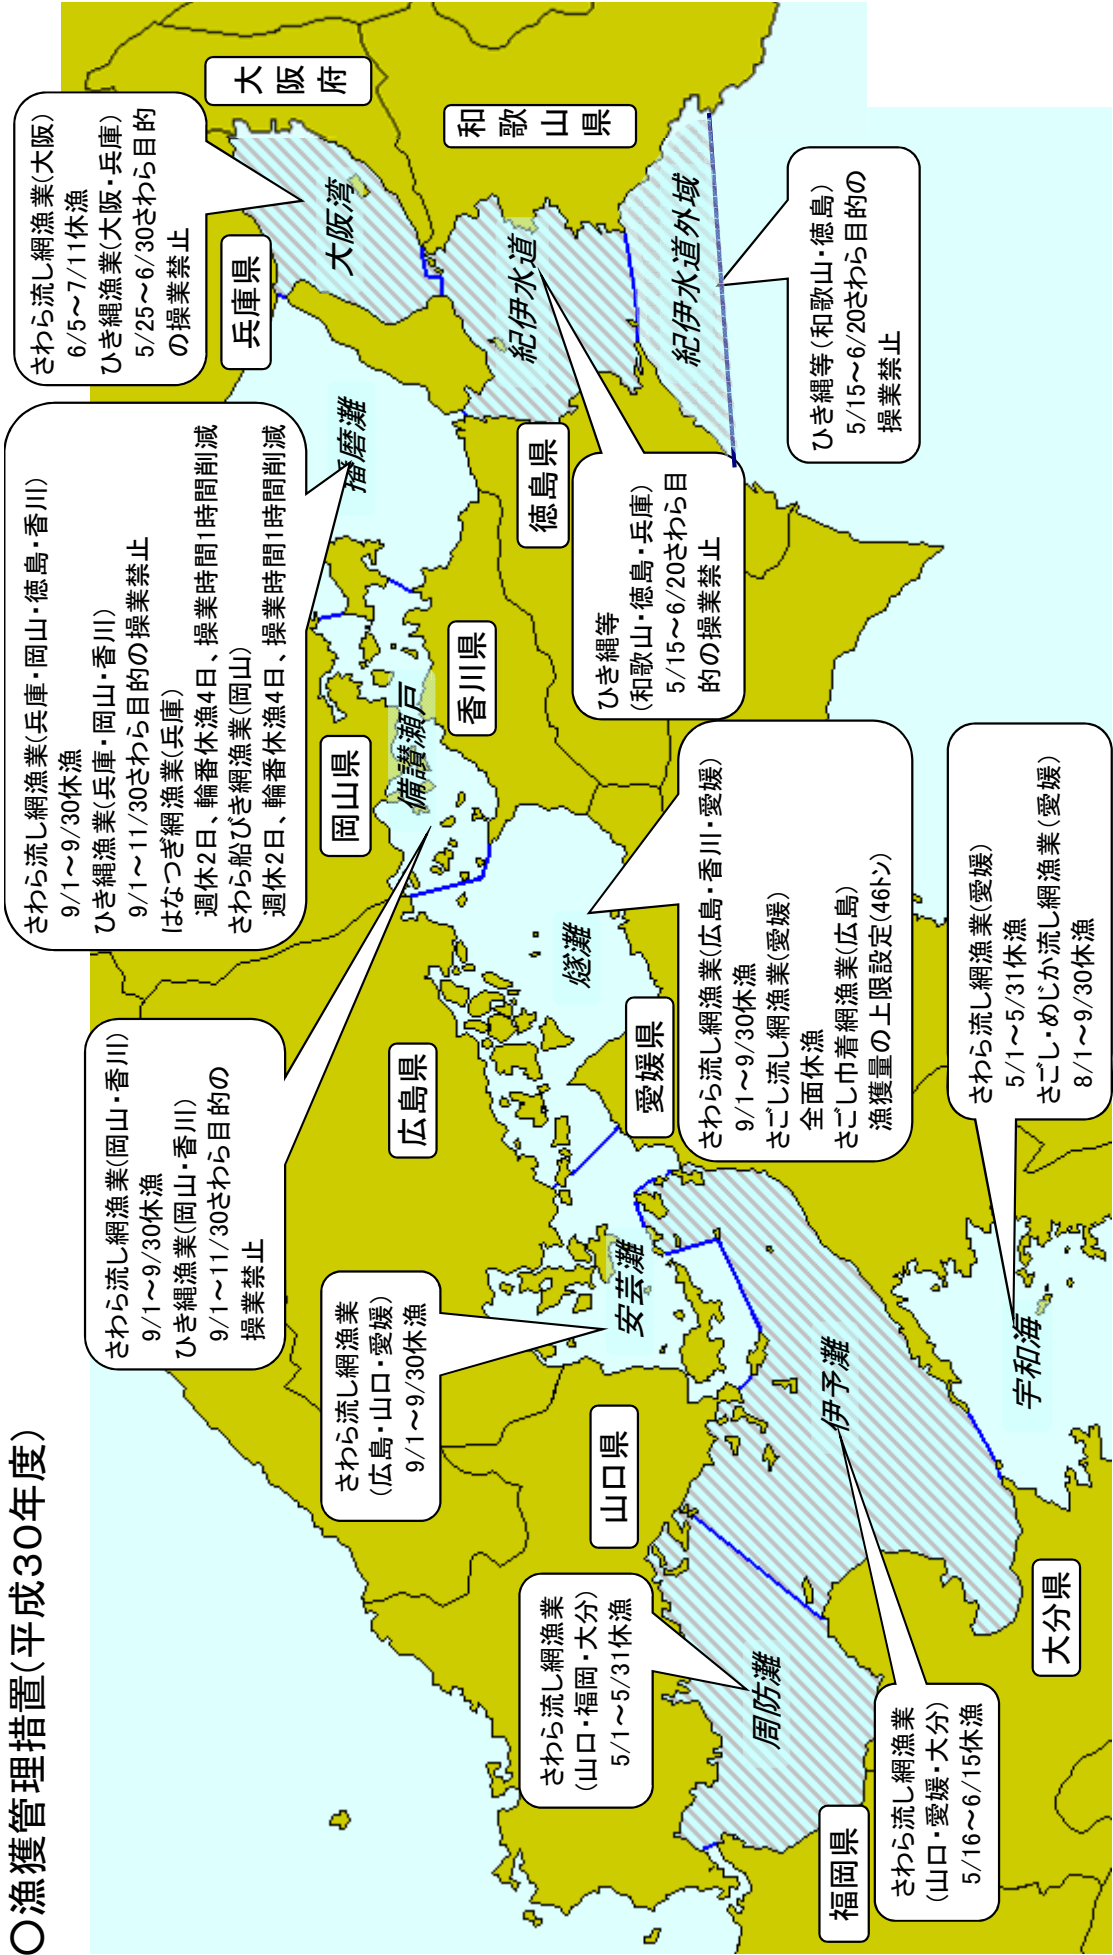 ○漁獲管理措置(平成30年度)
さわら流し網漁業(岡山・香川)
9/1～9/30休漁
ひき縄漁業(岡山・香川)
9/1～11/30さわら目的の
操業禁止
さわら流し網漁業(兵庫・岡山・徳島・香川)
9/1～9/30休漁
ひき縄漁業(兵庫・岡山・香川)
9/1～11/30さわら目的の操業禁止
はなつぎ網漁業(兵庫)
週休2日、輪番休漁4日、操業時間1時間削減
さわら船びき網漁業(岡山)
週休2日、輪番休漁4日、操業時間1時間削減
さわら流し網漁業(大阪)
6/5～7/11休漁
ひき縄漁業(大阪・兵庫)
5/25～6/30さわら目的
の操業禁止
大阪府
兵庫県
大阪湾
和歌山県
播磨灘
岡山県
備讃瀬戸
香川県
徳島県
紀伊水道
紀伊水道外域
広島県
燧灘
愛媛県
さわら流し網漁業
(広島・山口・愛媛)
9/1～9/30休漁
安芸灘
山口県
さわら流し網漁業
(山口・福岡・大分)
5/1～5/31休漁
周防灘
伊予灘
福岡県
さわら流し網漁業
(山口・愛媛・大分)
5/16～6/15休漁
大分県
宇和海
さわら流し網漁業(広島・香川・愛媛)
9/1～9/30休漁
さごし流し網漁業(愛媛)
全面休漁
さごし巾着網漁業(広島)
漁獲量の上限設定(46トン)
さわら流し網漁業(愛媛)
5/1～5/31休漁
さごし・めじか流し網漁業(愛媛)
8/1～9/30休漁
ひき縄等
(和歌山・徳島・兵庫)
5/15～6/20さわら目
的の操業禁止
ひき縄等(和歌山・徳島)
5/15～6/20さわら目的の
操業禁止